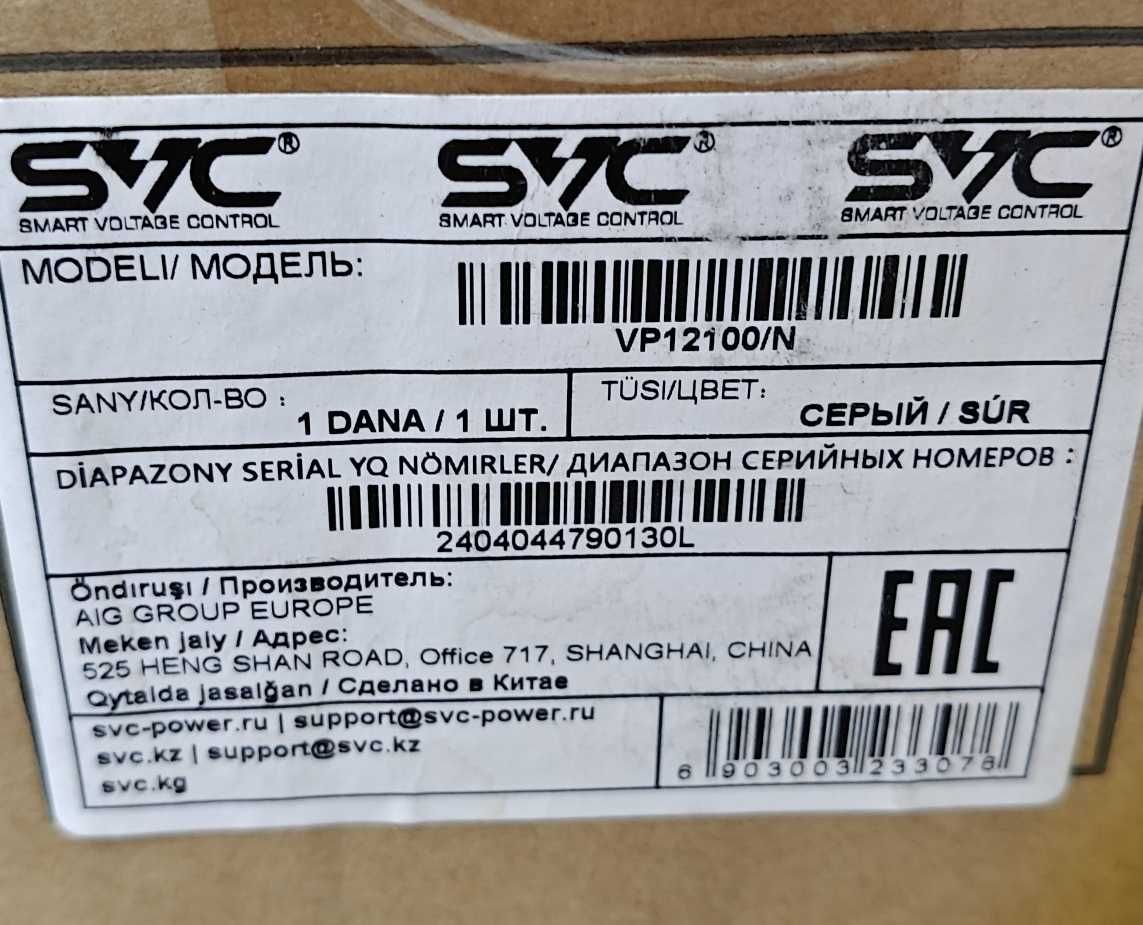 SVC® SVC® SVC®
SMART VOLTAGE CONTROL SMART VOLTAGE CONTROL SMART VOLTAGE CONTROL
MODELI/ МОДЕЛЬ:
VP12100/N
SANY/КОЛ-ВО : TÜSI/ЦВЕТ:
1 DANA / 1 ШТ. СЕРЫЙ / SÚR
DİAPAZONY SERİAL YQ NÖMIRLER/ ДИАПАЗОН СЕРИЙНЫХ НОМЕРОВ :
2404044790130L
Öndıruşı / Производитель:
AIG GROUP EUROPE
Meken jaly / Адрес:
525 HENG SHAN ROAD, Office 717, SHANGHAI, CHINA
Qytaıda jasalğan / Сделано в Китае
EAC
svc-power.ru | support@svc-power.ru
svc.kz | support@svc.kz
svc.kg
6 903003 233078